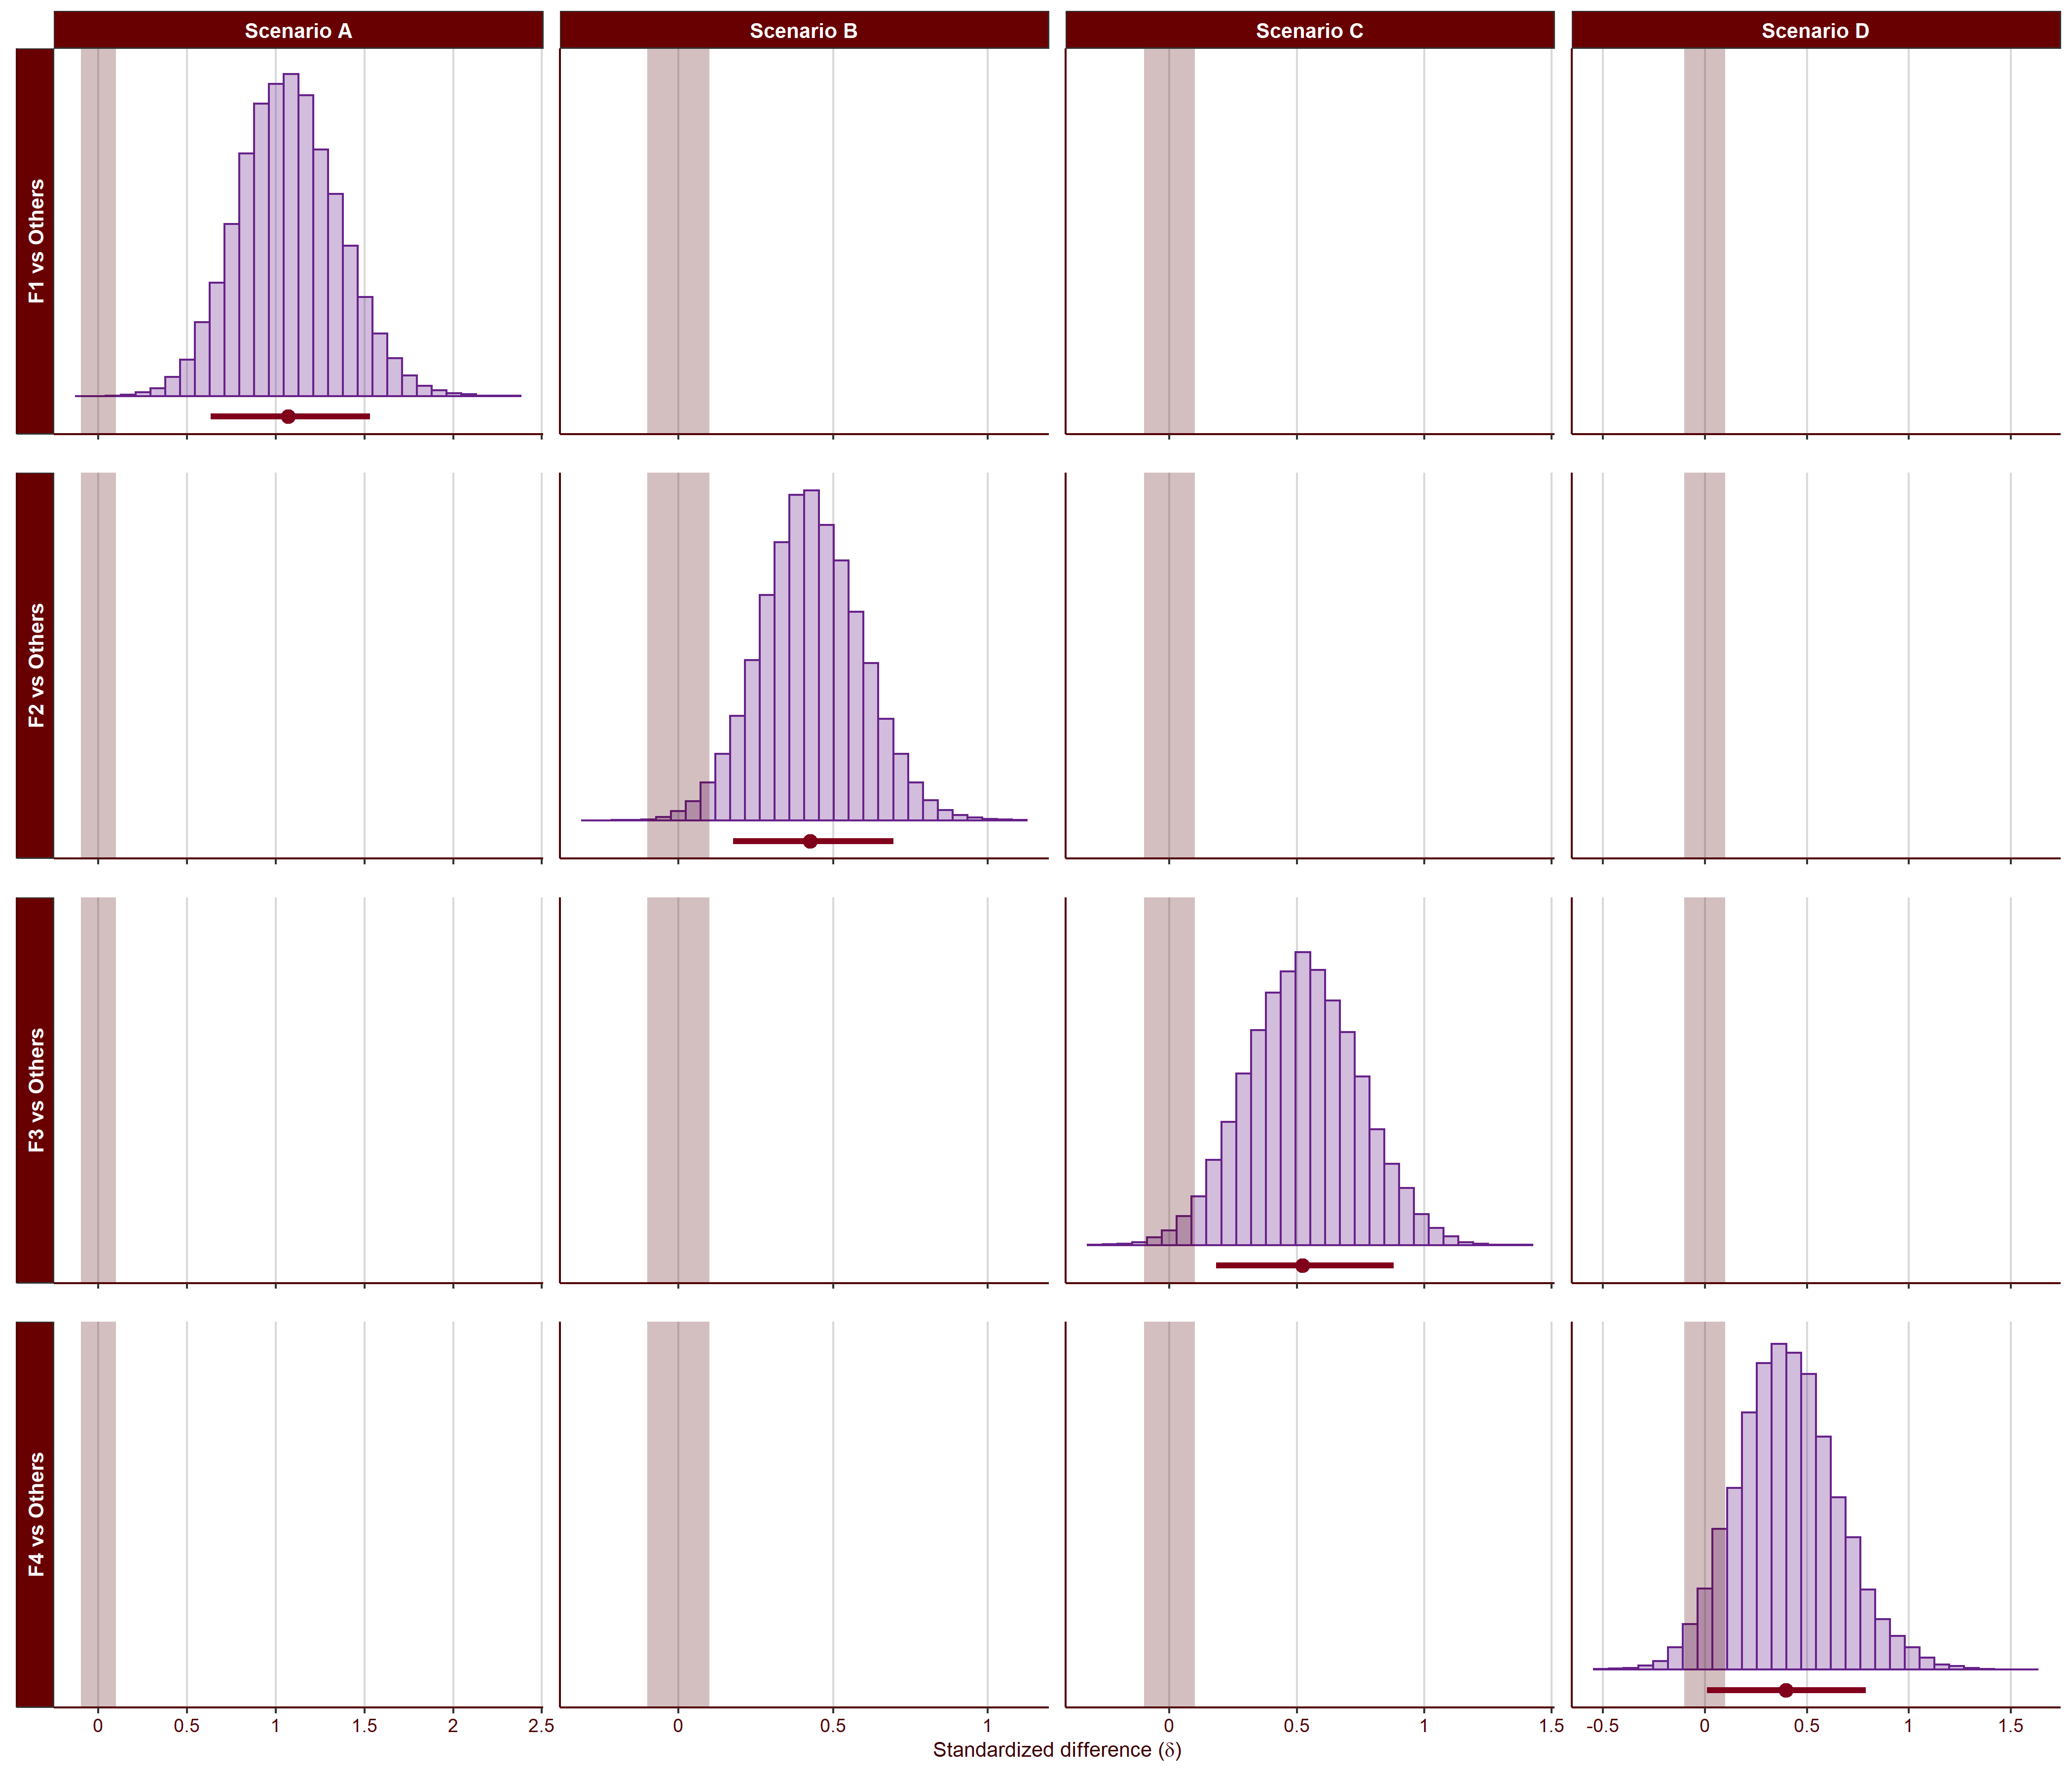 Scenario A Scenario B Scenario C Scenario D
F1 vs Others
F2 vs Others
F3 vs Others
F4 vs Others
0 0.5 1 1.5 2 2.5 0 0.5 1 0 0.5 1 1.5 -0.5 0 0.5 1 1.5
Standardized difference (δ)